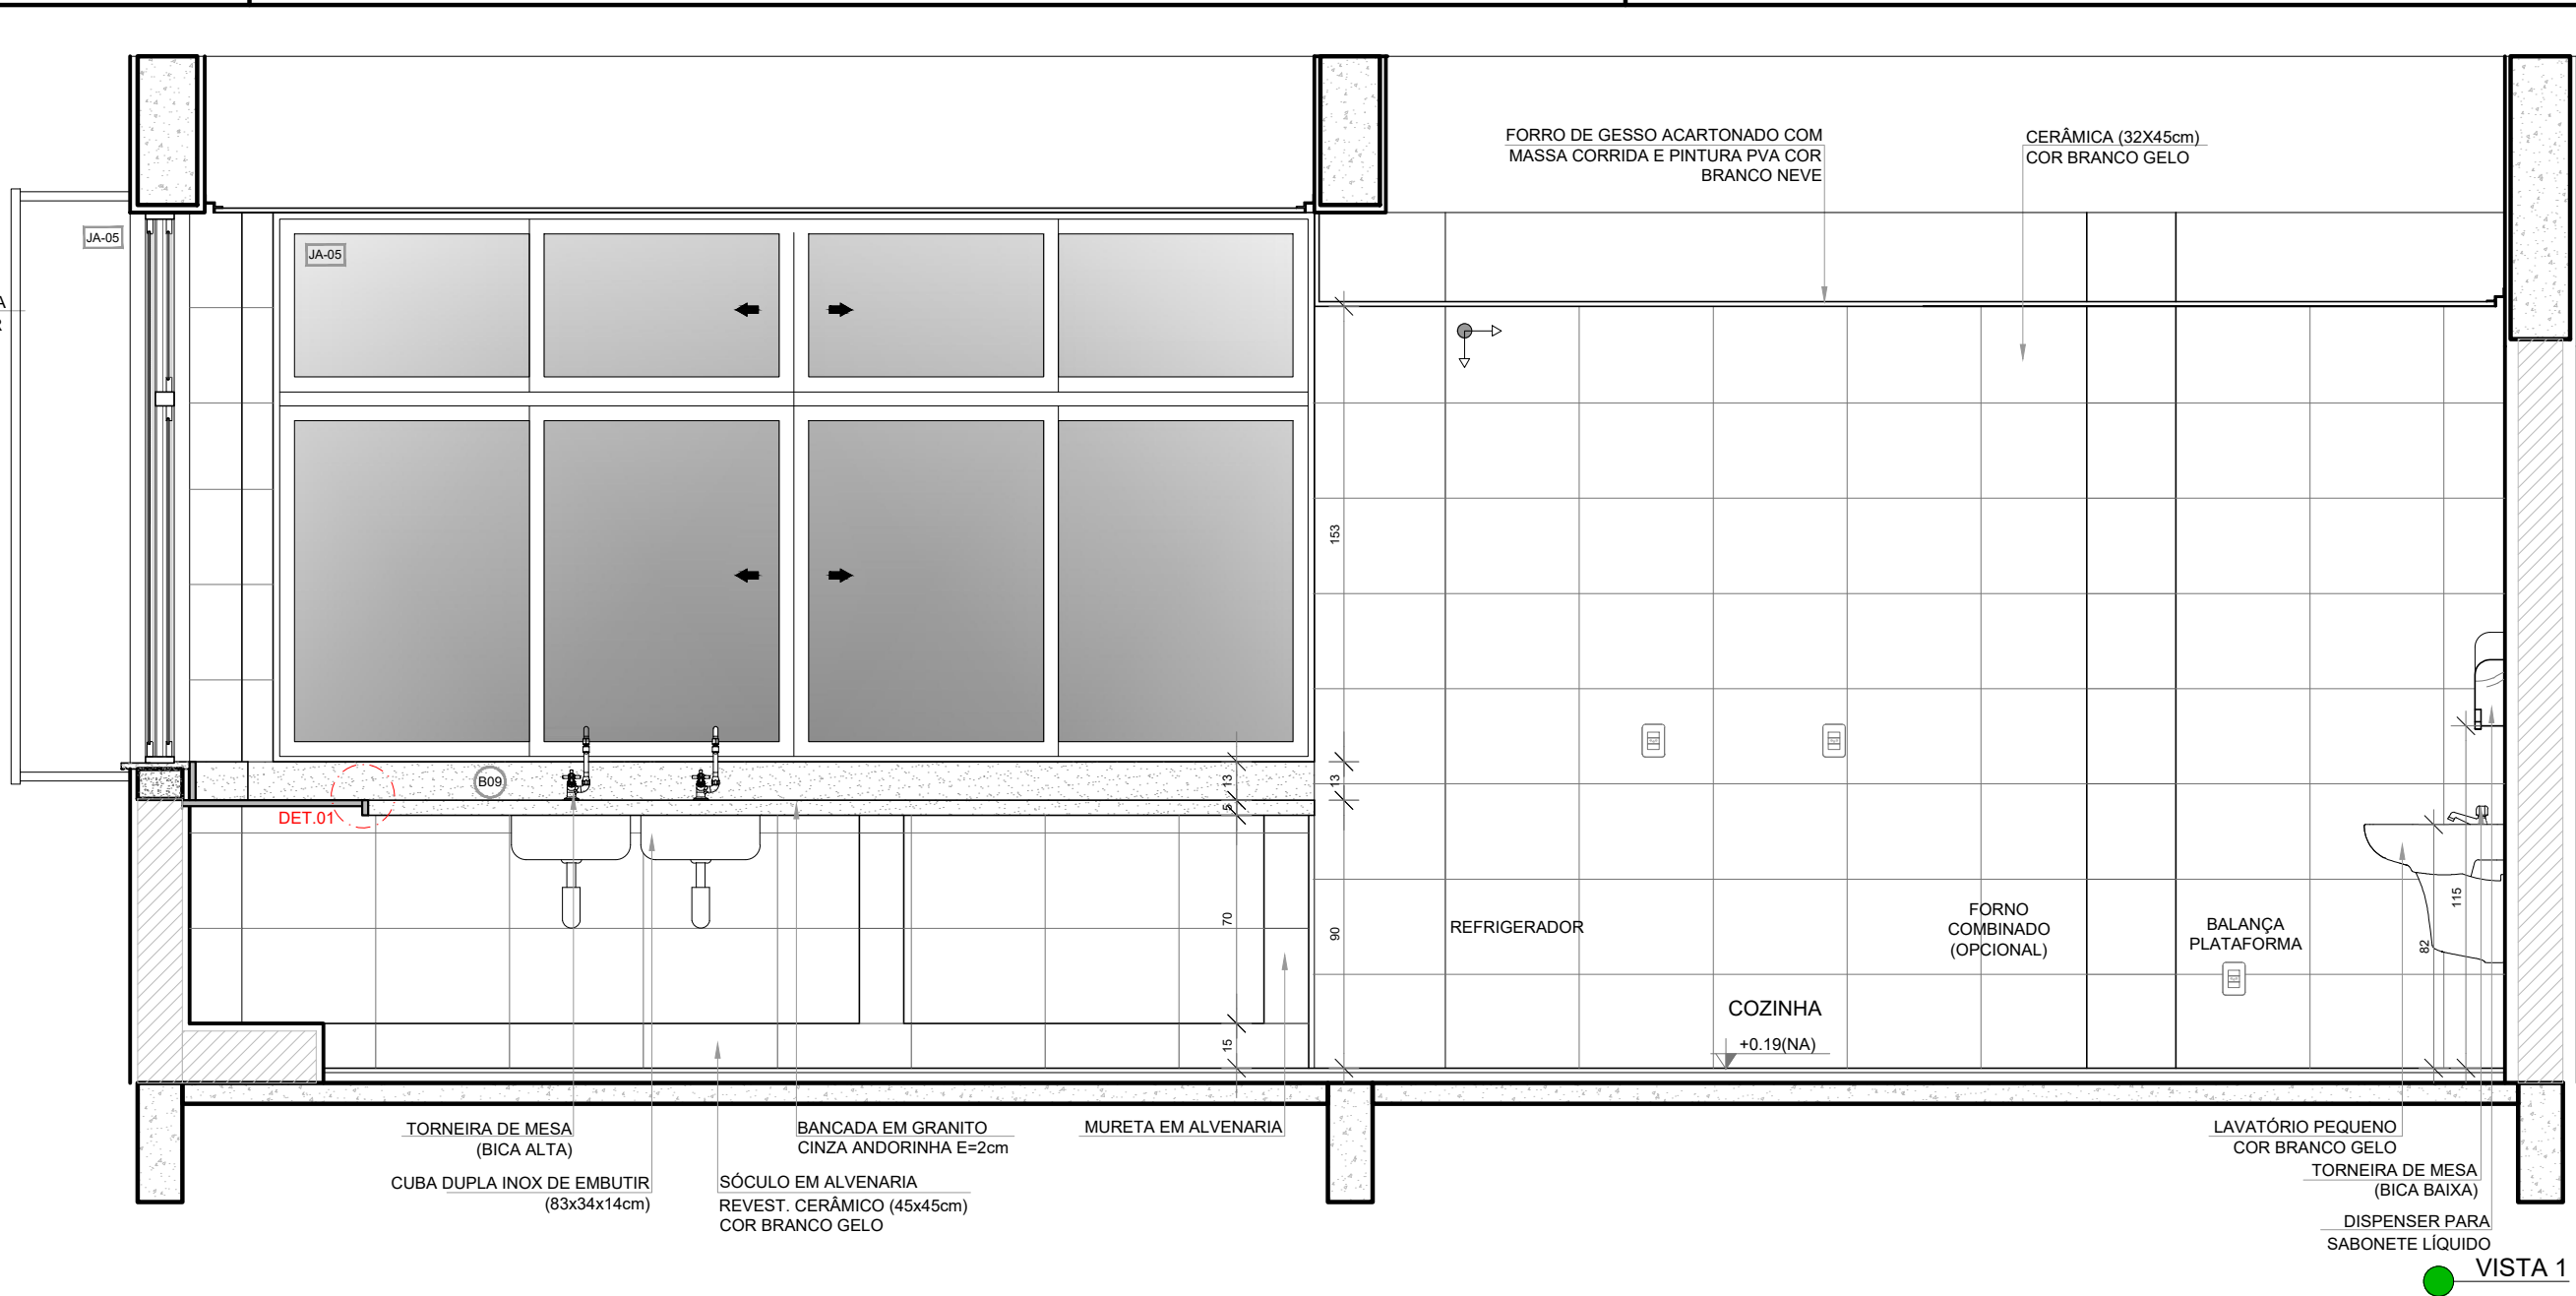 FORRO DE GESSO ACARTONADO COM
MASSA CORRIDA E PINTURA PVA COR
BRANCO NEVE
CERÂMICA (32X45cm)
COR BRANCO GELO
JA-05
JA-05
A
153
13
13
5
B09
DET.01
70
90
15
REFRIGERADOR
FORNO
COMBINADO
(OPCIONAL)
BALANÇA
PLATAFORMA
115
82
COZINHA
+0.19(NA)
TORNEIRA DE MESA
(BICA ALTA)
CUBA DUPLA INOX DE EMBUTIR
(83x34x14cm)
BANCADA EM GRANITO
CINZA ANDORINHA E=2cm
SÓCULO EM ALVENARIA
REVEST. CERÂMICO (45x45cm)
COR BRANCO GELO
MURETA EM ALVENARIA
LAVATÓRIO PEQUENO
COR BRANCO GELO
TORNEIRA DE MESA
(BICA BAIXA)
DISPENSER PARA
SABONETE LÍQUIDO
VISTA 1